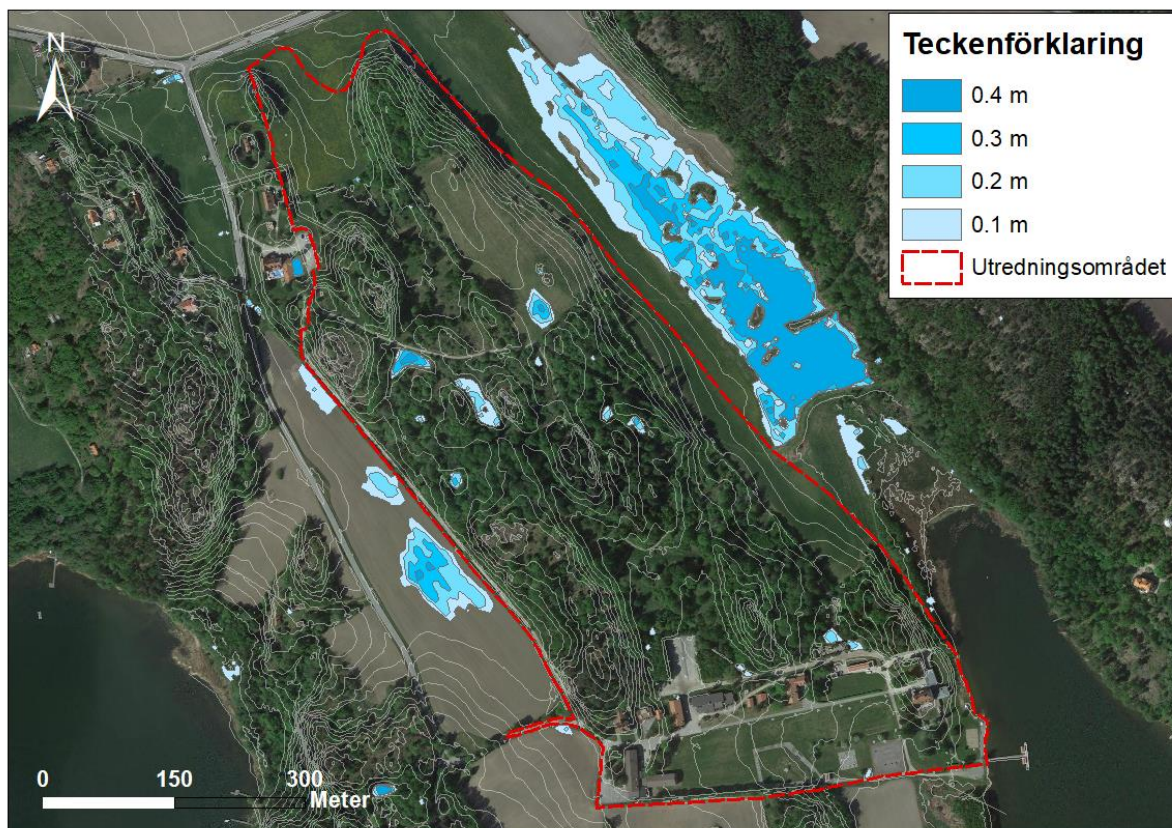 N
Teckenförklaring
0.4 m
0.3 m
0.2 m
0.1 m
Utredningsområdet
0 150 300
Meter